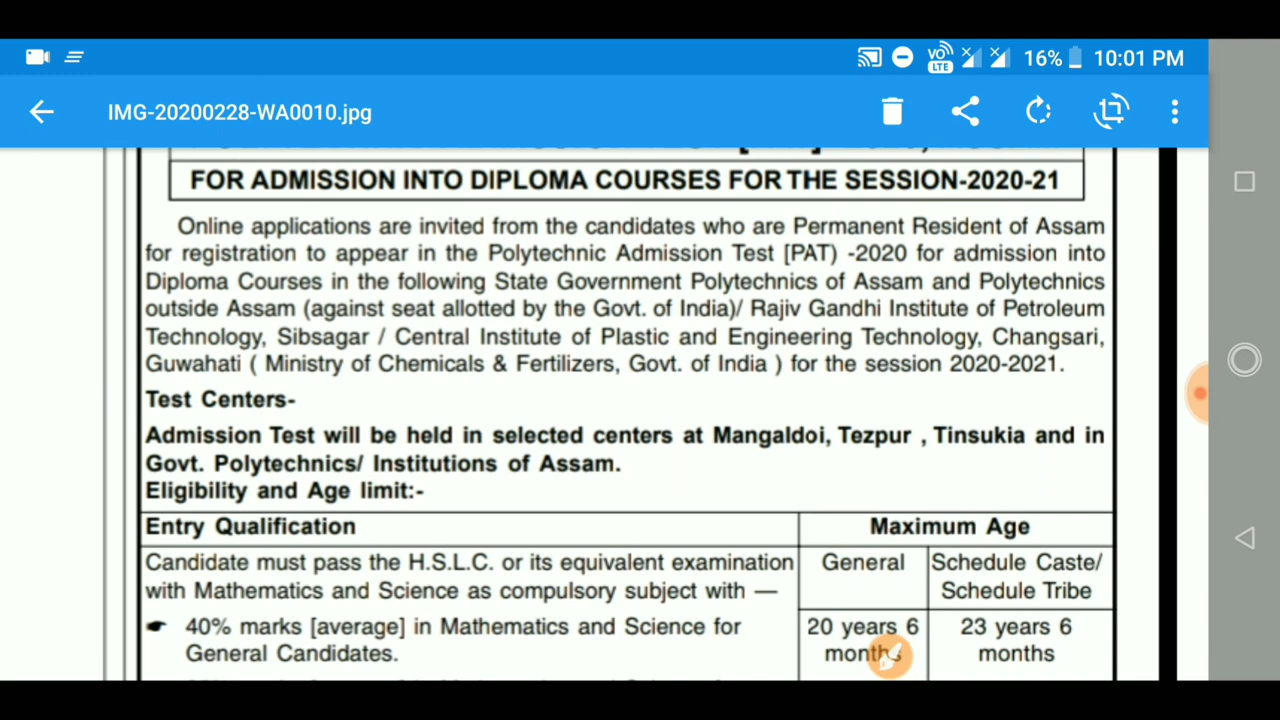 VO
LTE
16%
10:01 PM
IMG-20200228-WA0010.jpg
FOR ADMISSION INTO DIPLOMA COURSES FOR THE SESSION-2020-21
Online applications are invited from the candidates who are Permanent Resident of Assam
for registration to appear in the Polytechnic Admission Test [PAT) -2020 for admission into
Diploma Courses in the following State Government Polytechnics of Assam and Polytechnics
outside Assam (against seat allotted by the Govt. of India)/ Rajiv Gandhi Institute of Petroleum
Technology, Sibsagar / Central Institute of Plastic and Engineering Technology, Changsari,
Guwahati ( Ministry of Chemicals & Fertilizers, Govt. of India ) for the session 2020-2021.
Test Centers-
Admission Test will be held in selected centers at Mangaldoi, Tezpur , Tinsukia and in
Govt. Polytechnics/ Institutions of Assam.
Eligibility and Age limit:-
Entry Qualification
Maximum Age
Candidate must pass the H.S.L.C. or its equivalent examination
with Mathematics and Science as compulsory subject with —
General
Schedule Caste/
Schedule Tribe
40% marks [average] in Mathematics and Science for
General Candidates.
20 years 6
months
23 years 6
months